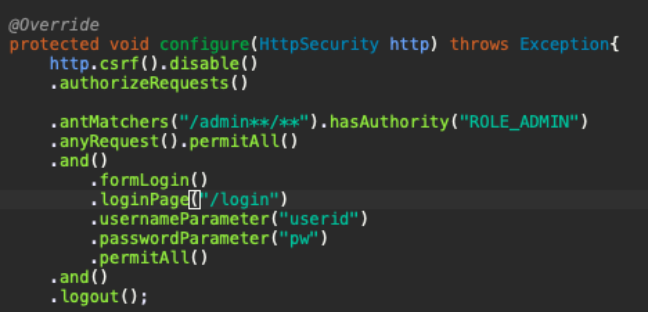 @Override
protected void configure(HttpSecurity http) throws Exception{
http.csrf().disable()
.authorizeRequests()
.antMatchers("/admin**/**").hasAuthority("ROLE_ADMIN")
.anyRequest().permitAll()
.and()
.formLogin()
.loginPage("/login")
.usernameParameter("userid")
.passwordParameter("pw")
.permitAll()
.and()
.logout();